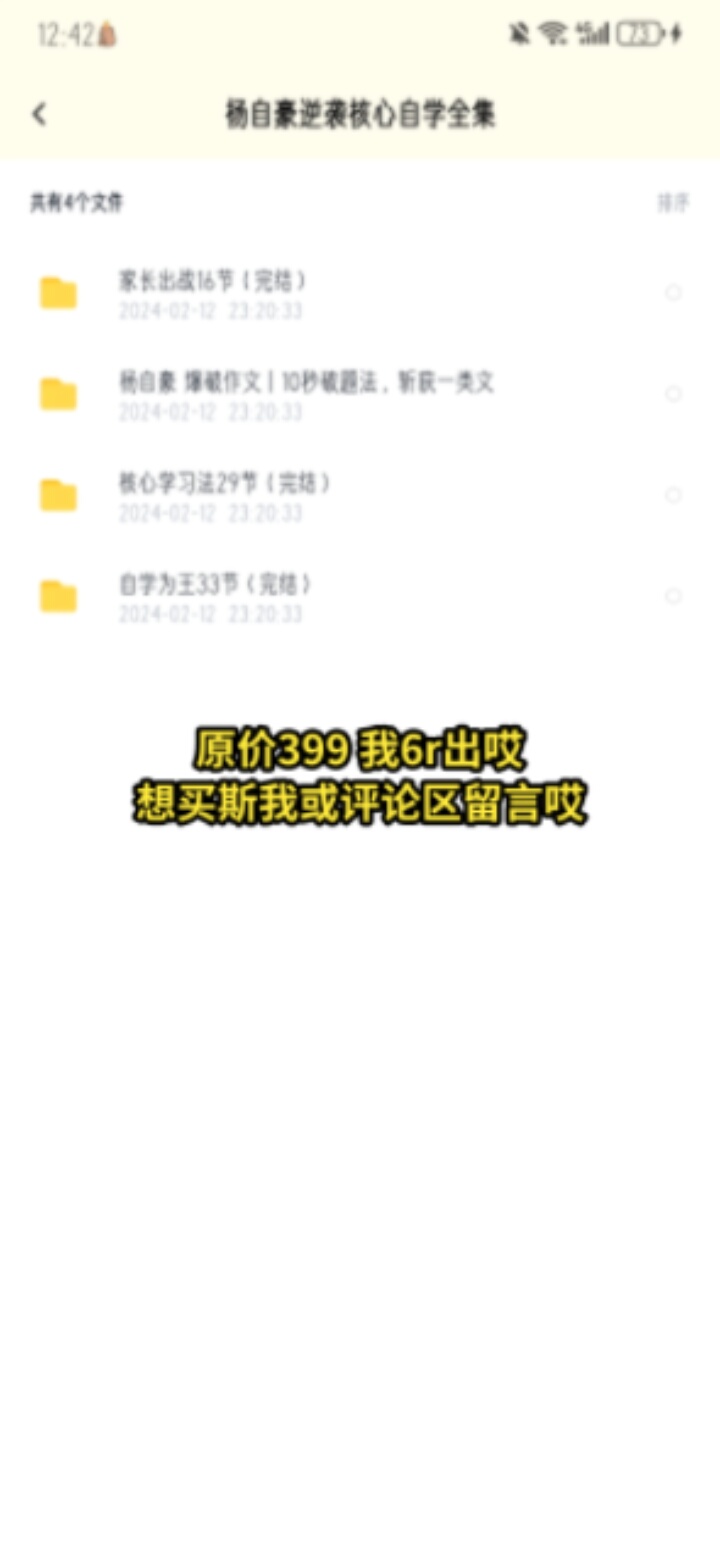 12:42
73
杨自豪逆袭核心自学全集
共有4个文件
排序
家长出战16节（完结）
2024-02-12 23:20:33
杨自豪 爆破作文丨10秒破题法，斩获一类文
2024-02-12 23:20:33
核心学习法29节（完结）
2024-02-12 23:20:33
自学为王33节（完结）
2024-02-12 23:20:33
原价399 我6r出哎
想买斯我或评论区留言哎